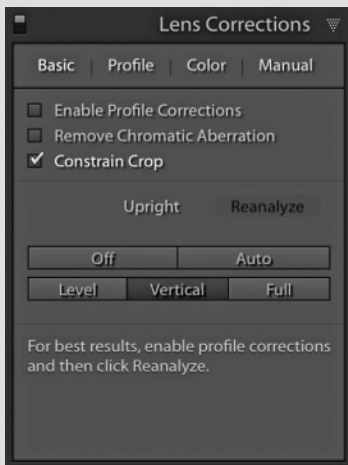 Lens Corrections
Basic | Profile | Color | Manual
Enable Profile Corrections
Remove Chromatic Aberration
Constrain Crop
Upright Reanalyze
Off Auto
Level Vertical Full
For best results, enable profile corrections
and then click Reanalyze.